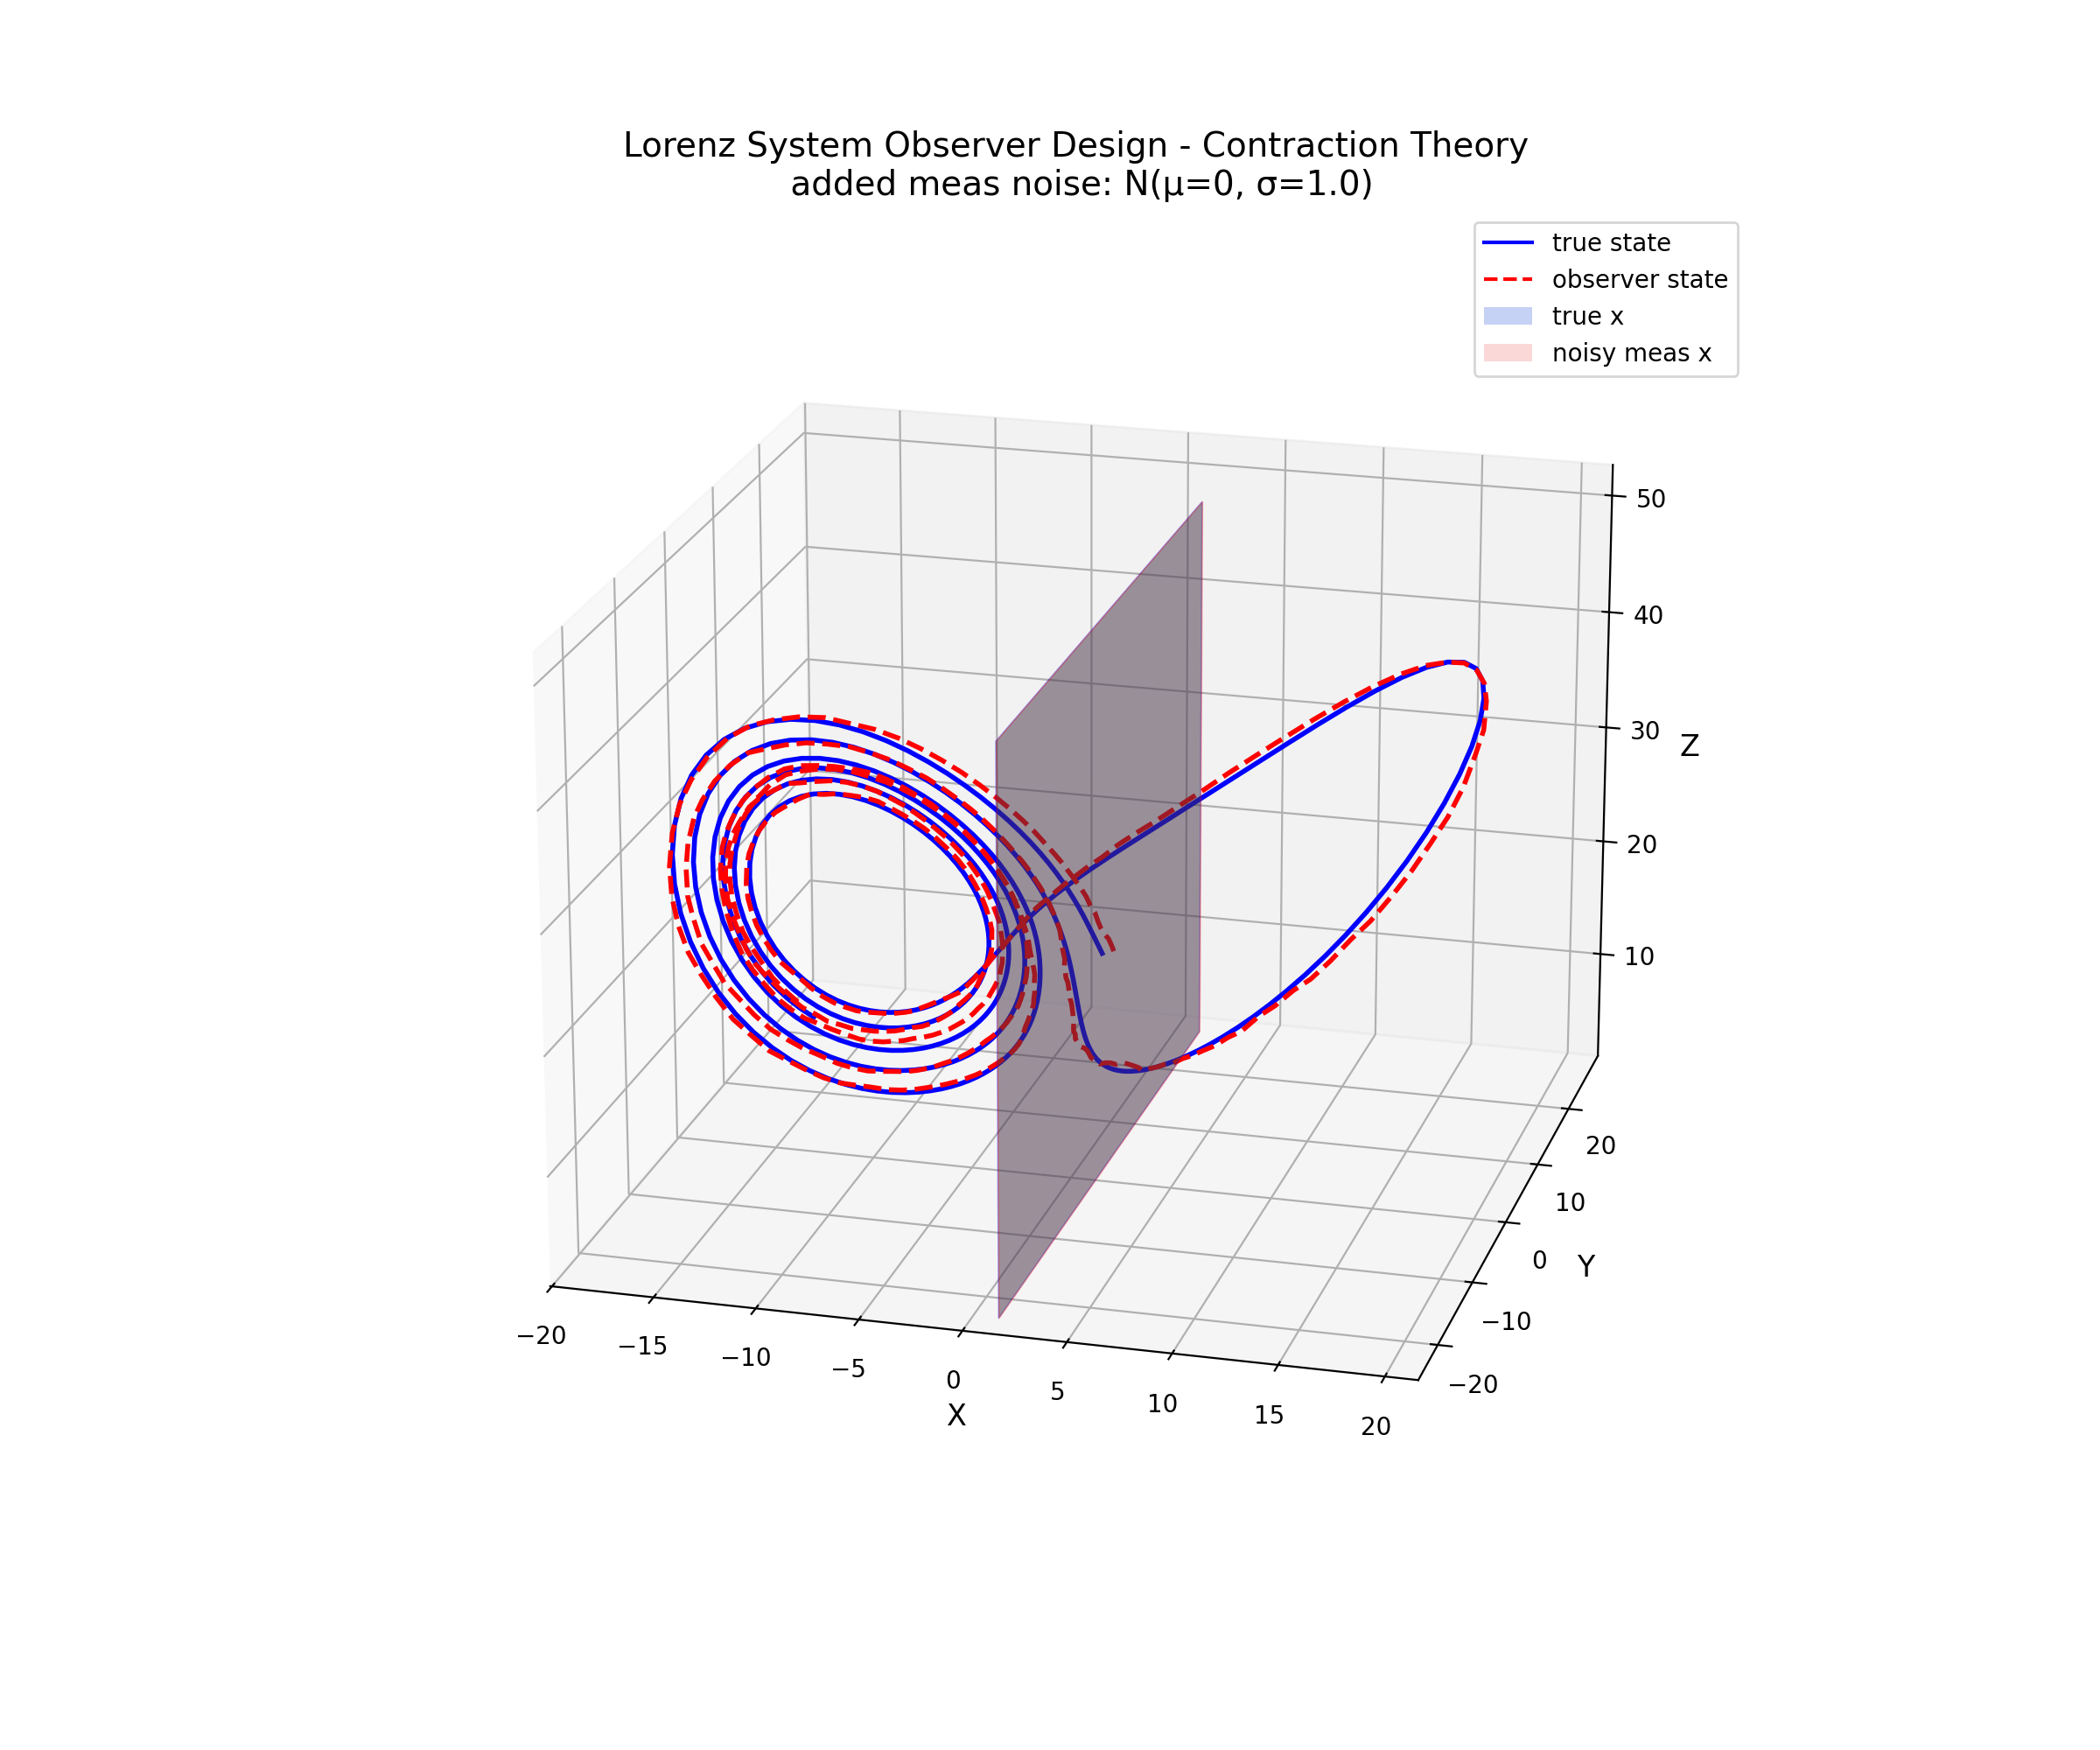 Lorenz System Observer Design - Contraction Theory
added meas noise: N(μ=0, σ=1.0)
true state
observer state
true x
noisy meas x
50
40
30
20
10
Z
20
10
0
−10
−20
Y
−20
−15
−10
−5
0
5
10
15
20
X